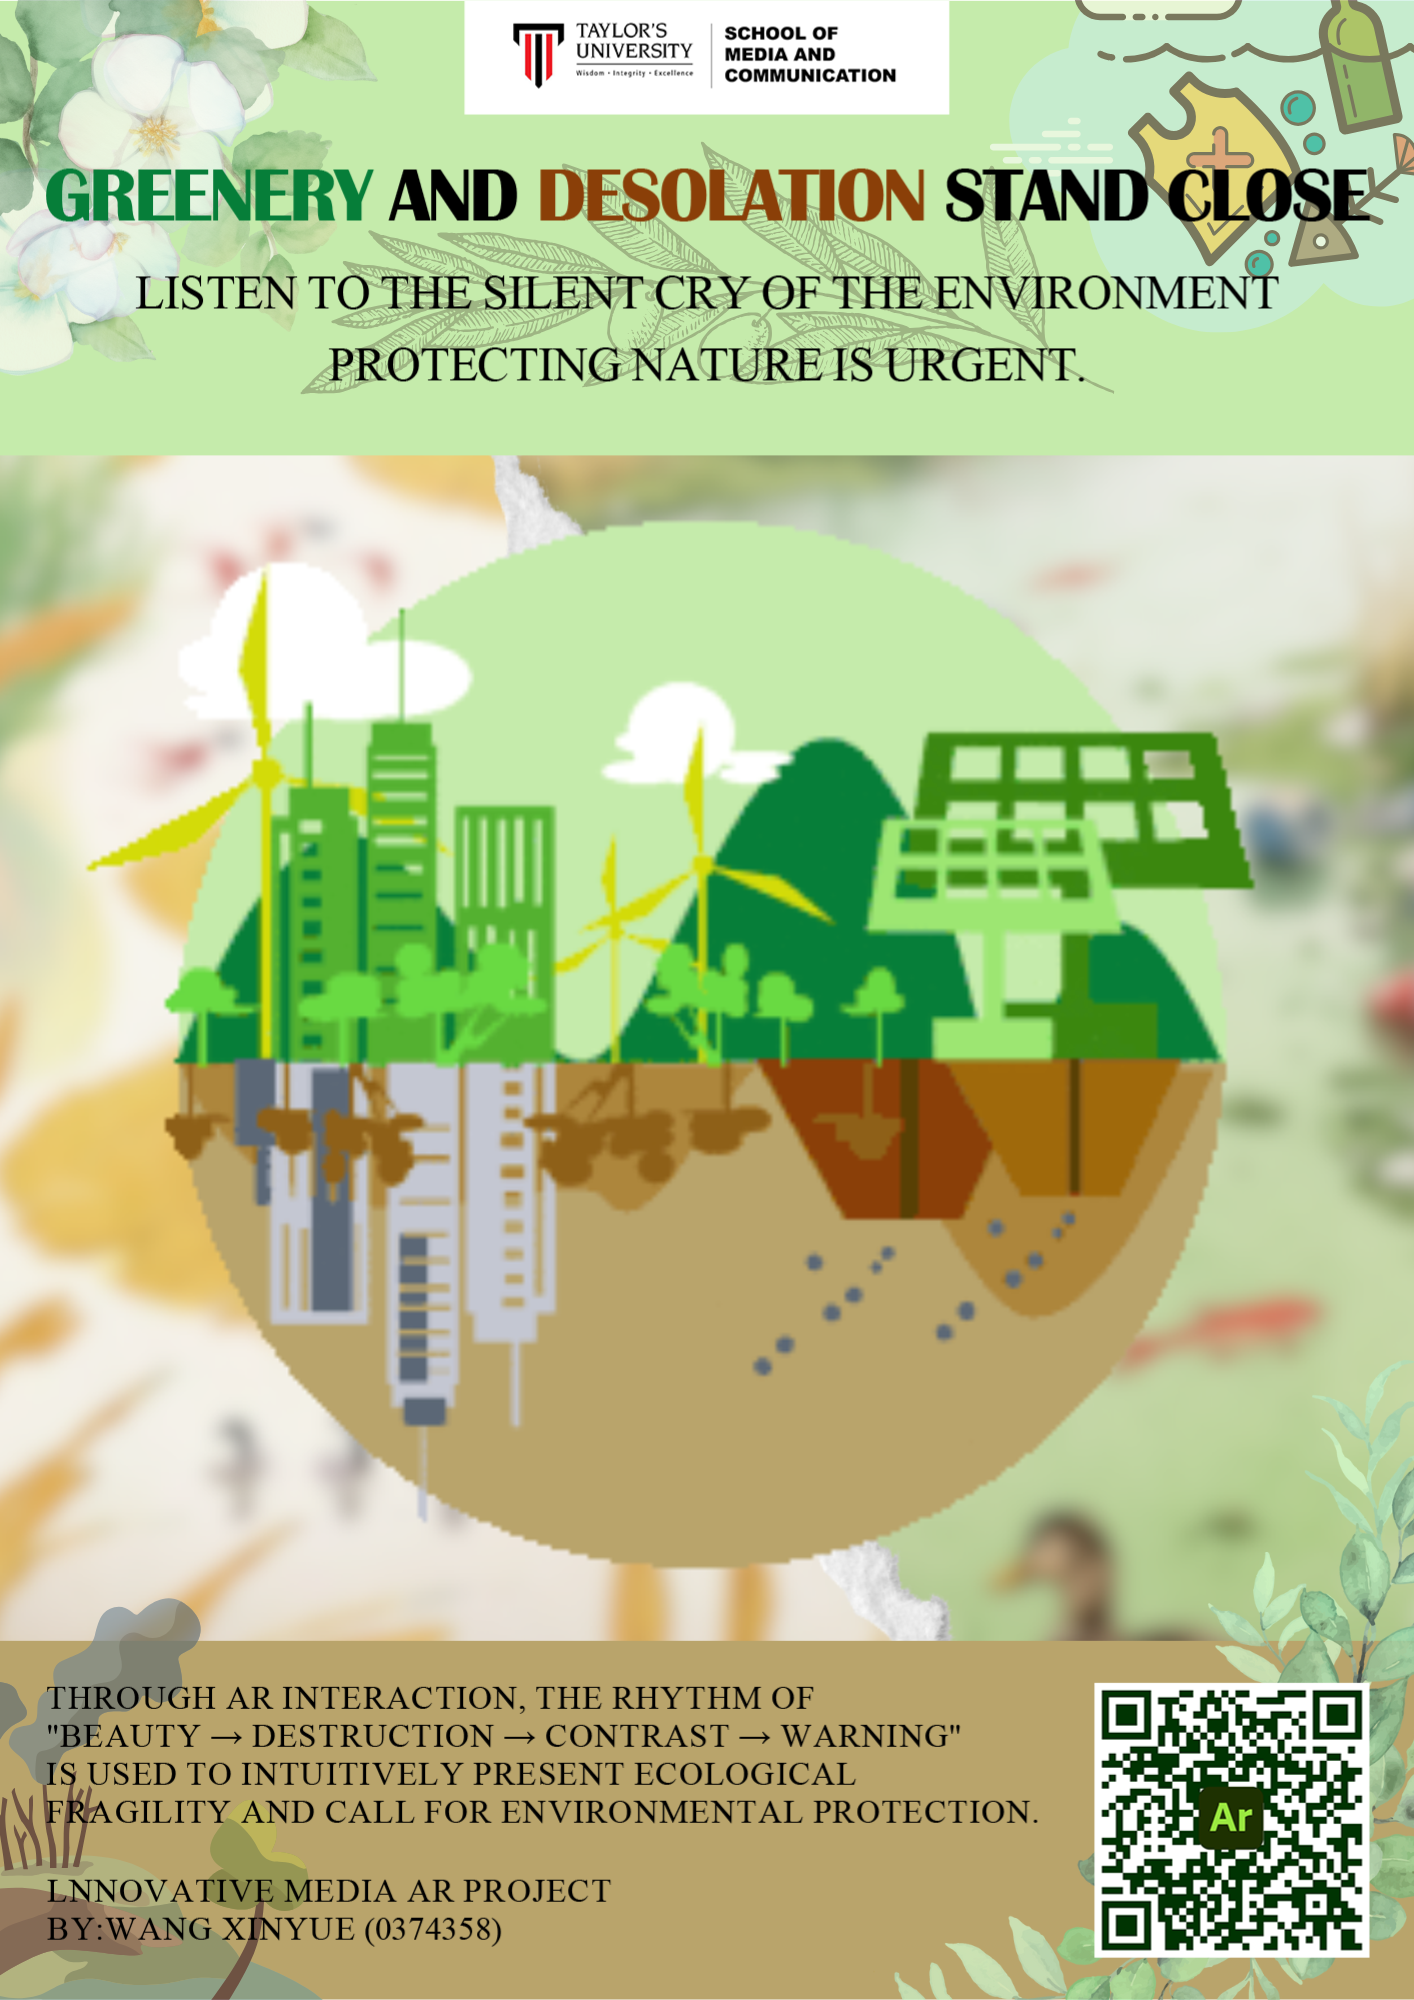 TAYLOR'S
UNIVERSITY
Wisdom • Integrity • Excellence
SCHOOL OF
MEDIA AND
COMMUNICATION
GREENERY AND DESOLATION STAND CLOSE
LISTEN TO THE SILENT CRY OF THE ENVIRONMENT
PROTECTING NATURE IS URGENT.
THROUGH AR INTERACTION, THE RHYTHM OF
"BEAUTY → DESTRUCTION → CONTRAST → WARNING"
IS USED TO INTUITIVELY PRESENT ECOLOGICAL
FRAGILITY AND CALL FOR ENVIRONMENTAL PROTECTION.
LNNOVATIVE MEDIA AR PROJECT
BY:WANG XINYUE (0374358)
Ar